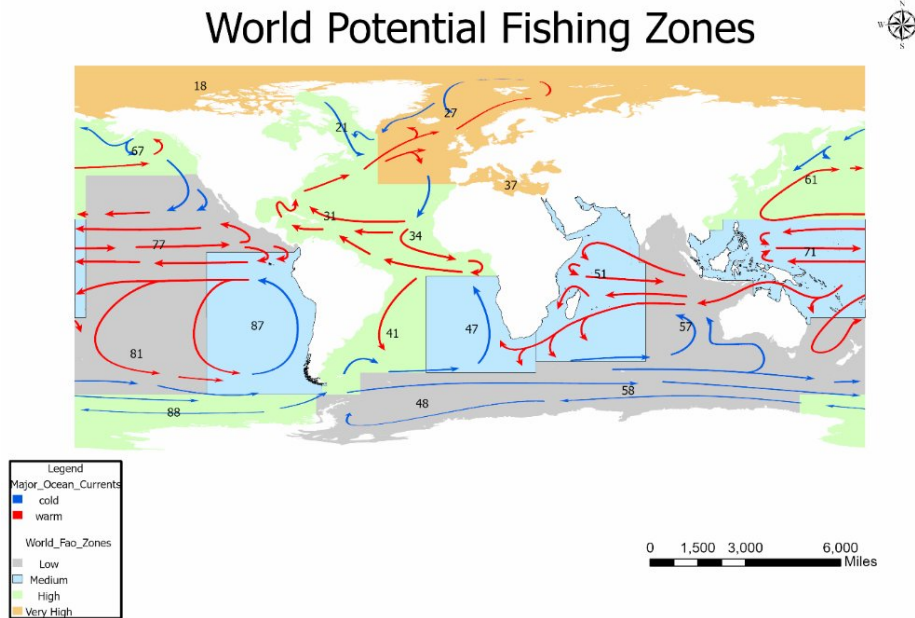 World Potential Fishing Zones
N
W
E
S
18
27
21
67
61
37
31
34
77
71
51
87
47
57
41
81
58
48
88
Legend
Major_Ocean_Currents
cold
warm
World_Fao_Zones
Low
Medium
High
Very High
0 1,500 3,000 6,000
Miles